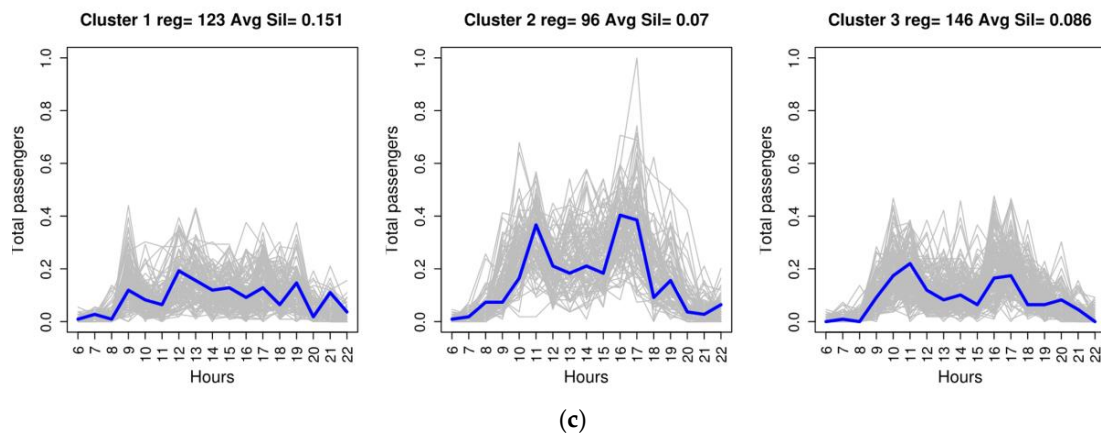 Cluster 1 reg= 123 Avg Sil= 0.151
Total passengers
0.0 0.2 0.4 0.6 0.8 1.0
6 7 8 9 10 11 12 13 14 15 16 17 18 19 20 21 22
Hours
Cluster 2 reg= 96 Avg Sil= 0.07
Total passengers
0.0 0.2 0.4 0.6 0.8 1.0
6 7 8 9 10 11 12 13 14 15 16 17 18 19 20 21 22
Hours
Cluster 3 reg= 146 Avg Sil= 0.086
Total passengers
0.0 0.2 0.4 0.6 0.8 1.0
6 7 8 9 10 11 12 13 14 15 16 17 18 19 20 21 22
Hours
(c)